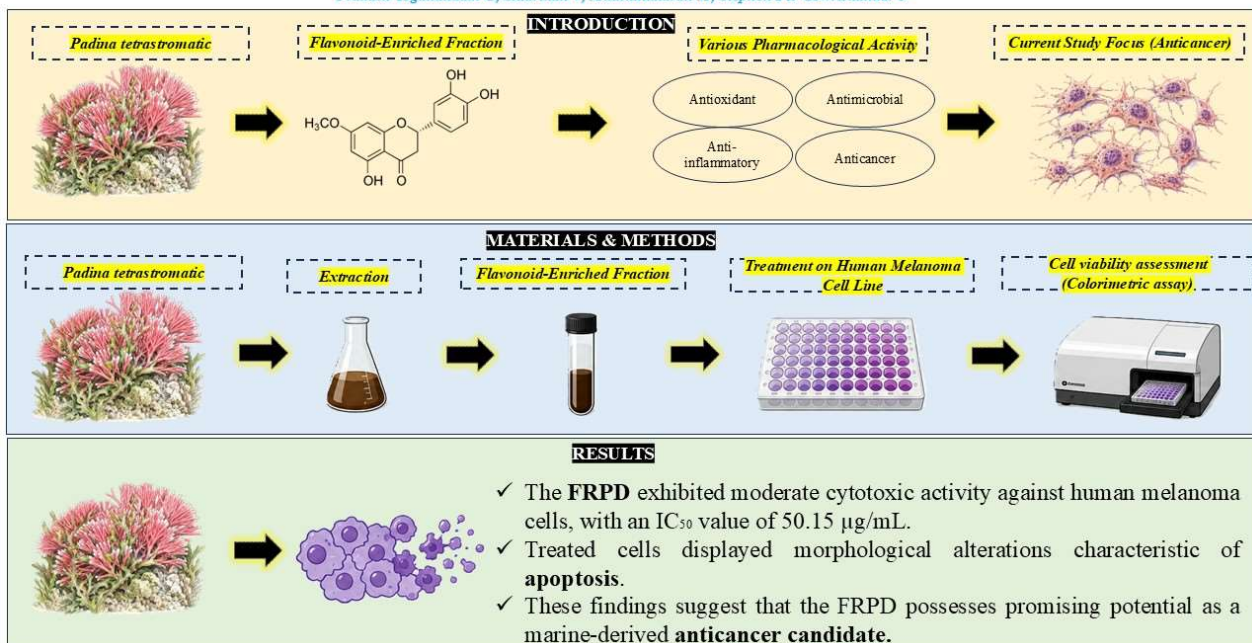 INTRODUCTION
Padina tetrastromatic
Flavonoid-Enriched Fraction
Various Pharmacological Activity
Current Study Focus (Anticancer)
OH
OH
H₃CO
O
OH
O
Antioxidant
Antimicrobial
Anti-
inflammatory
Anticancer
MATERIALS & METHODS
Padina tetrastromatic
Extraction
Flavonoid-Enriched Fraction
Treatment on Human Melanoma
Cell Line
Cell viability assessment
(Colorimetric assay)
RESULTS
✓ The FRPD exhibited moderate cytotoxic activity against human melanoma
cells, with an IC₅₀ value of 50.15 µg/mL.
✓ Treated cells displayed morphological alterations characteristic of
apoptosis.
✓ These findings suggest that the FRPD possesses promising potential as a
marine-derived anticancer candidate.